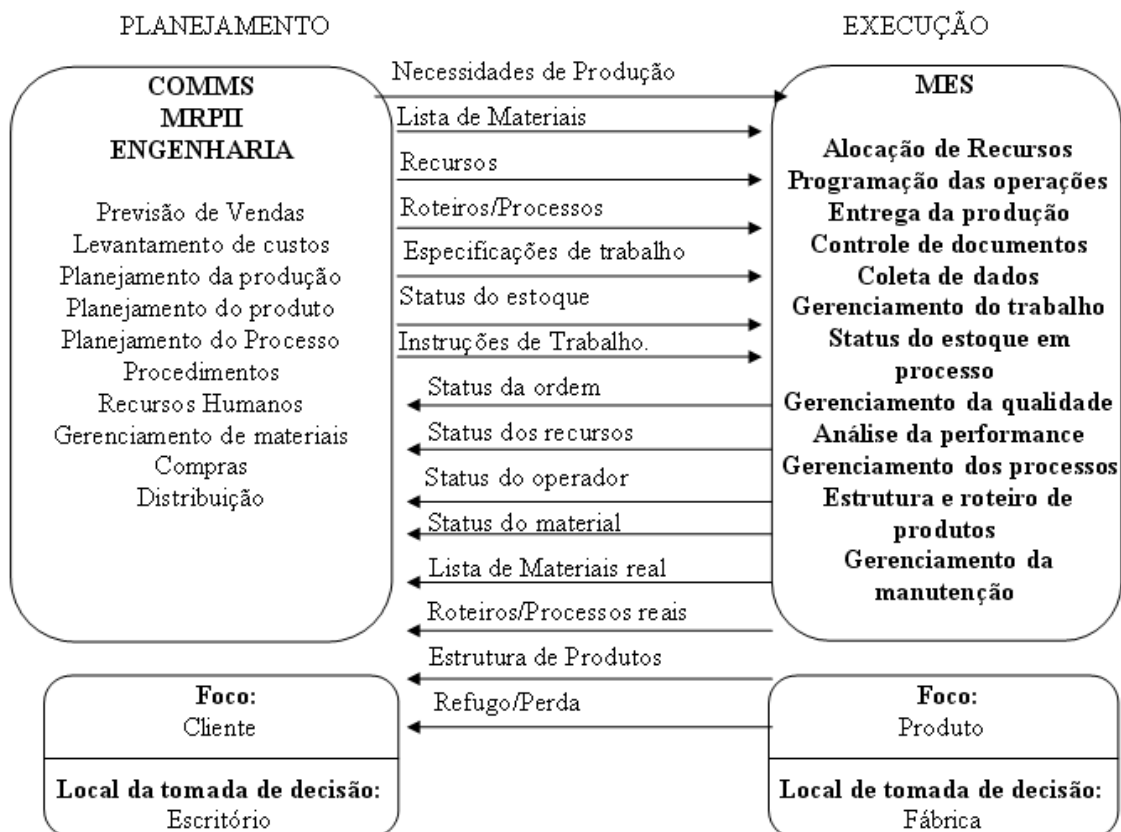 PLANEJAMENTO
EXECUÇÃO
COMMS
MRPII
ENGENHARIA
Previsão de Vendas
Levantamento de custos
Planejamento da produção
Planejamento do produto
Planejamento do Processo
Procedimentos
Recursos Humanos
Gerenciamento de materiais
Compras
Distribuição
Necessidades de Produção
Lista de Materiais
Recursos
Roteiros/Processos
Especificações de trabalho
Status do estoque
Instruções de Trabalho.
Status da ordem
Status dos recursos
Status do operador
Status do material
Lista de Materiais real
Roteiros/Processos reais
Estrutura de Produtos
Refugo/Perda
MES
Alocação de Recursos
Programação das operações
Entrega da produção
Controle de documentos
Coleta de dados
Gerenciamento do trabalho
Status do estoque em
processo
Gerenciamento da qualidade
Análise da performance
Gerenciamento dos processos
Estrutura e roteiro de
produtos
Gerenciamento da
manutenção
Foco:
Cliente
Local da tomada de decisão:
Escritório
Foco:
Produto
Local de tomada de decisão:
Fábrica